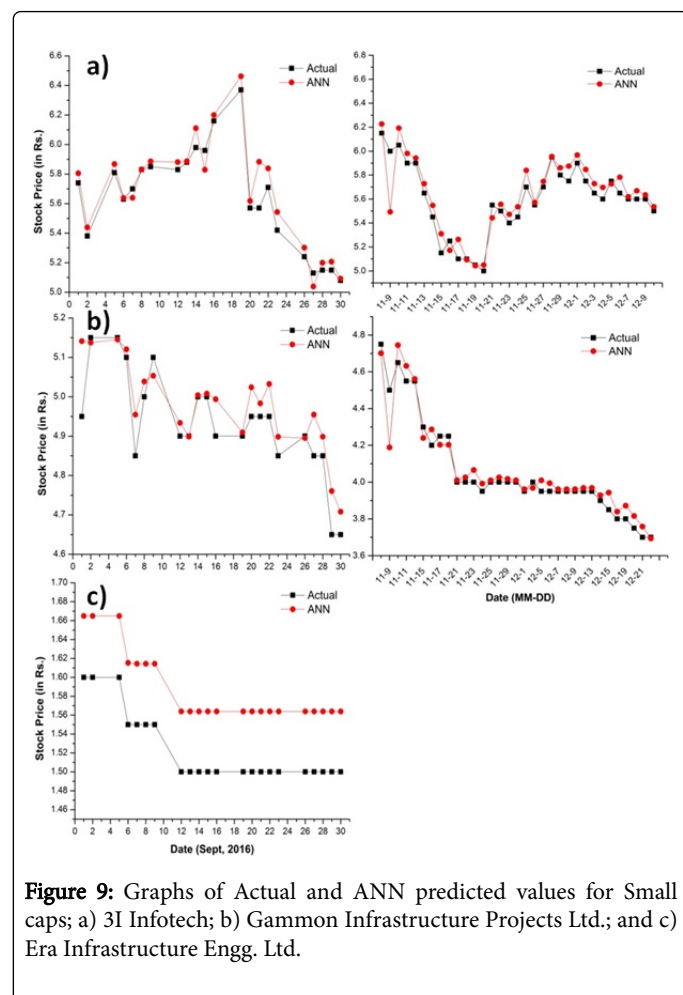 a)
Actual
ANN
Stock Price (in Rs.)
6.6
6.4
6.2
6.0
5.8
5.6
5.4
5.2
5.0
0 2 4 6 8 10 12 14 16 18 20 22 24 26 28 30
Actual
ANN
6.8
6.6
6.4
6.2
6.0
5.8
5.6
5.4
5.2
5.0
4.8
11-9 11-11 11-13 11-15 11-17 11-19 11-21 11-23 11-25 11-27 11-29 12-1 12-3 12-5 12-7 12-9
b)
Actual
ANN
Stock Price (in Rs.)
5.2
5.1
5.0
4.9
4.8
4.7
4.6
0 2 4 6 8 10 12 14 16 18 20 22 24 26 28 30
Actual
ANN
4.8
4.6
4.4
4.2
4.0
3.8
3.6
11-9 11-11 11-15 11-17 11-21 11-23 11-25 11-29 12-1 12-5 12-7 12-9 12-13 12-15 12-19 12-21
Date (MM-DD)
c)
Actual
ANN
Stock Price (in Rs.)
1.70
1.68
1.66
1.64
1.62
1.60
1.58
1.56
1.54
1.52
1.50
1.48
1.46
0 2 4 6 8 10 12 14 16 18 20 22 24 26 28 30
Date (Sept, 2016)
Figure 9: Graphs of Actual and ANN predicted values for Small
caps; a) 3I Infotech; b) Gammon Infrastructure Projects Ltd.; and c)
Era Infrastructure Engg. Ltd.